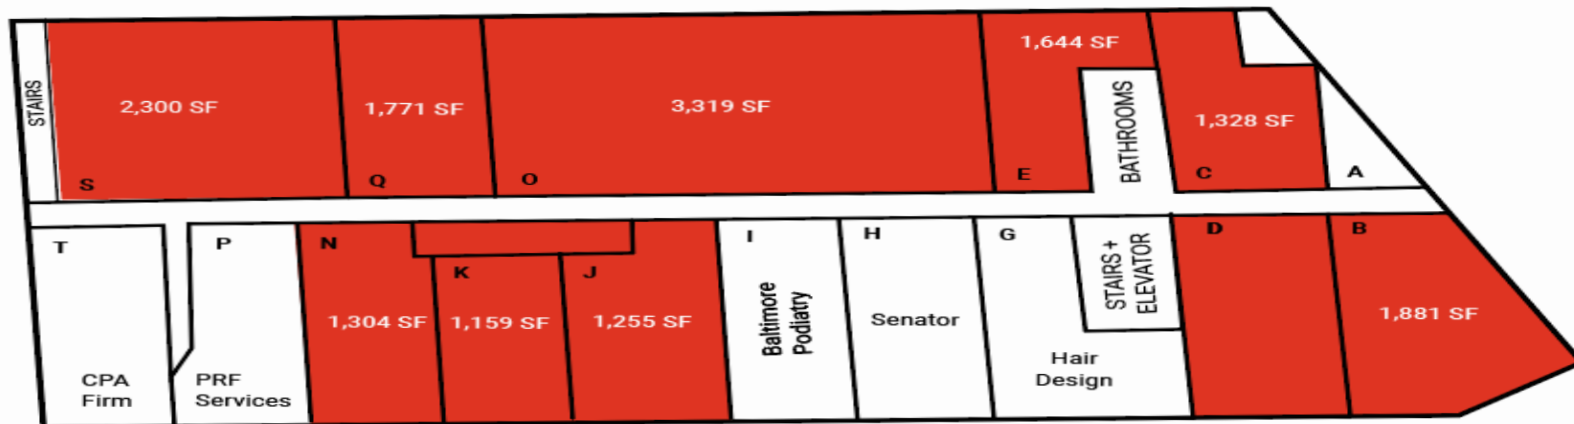 STAIRS
2,300 SF
S
1,771 SF
Q
3,319 SF
O
1,644 SF
E
BATHROOMS
1,328 SF
C
A
T
CPA
Firm
P
PRF
Services
N
1,304 SF
K
1,159 SF
J
1,255 SF
I
Baltimore
Podiatry
H
Senator
G
Hair
Design
STAIRS +
ELEVATOR
D
B
1,881 SF